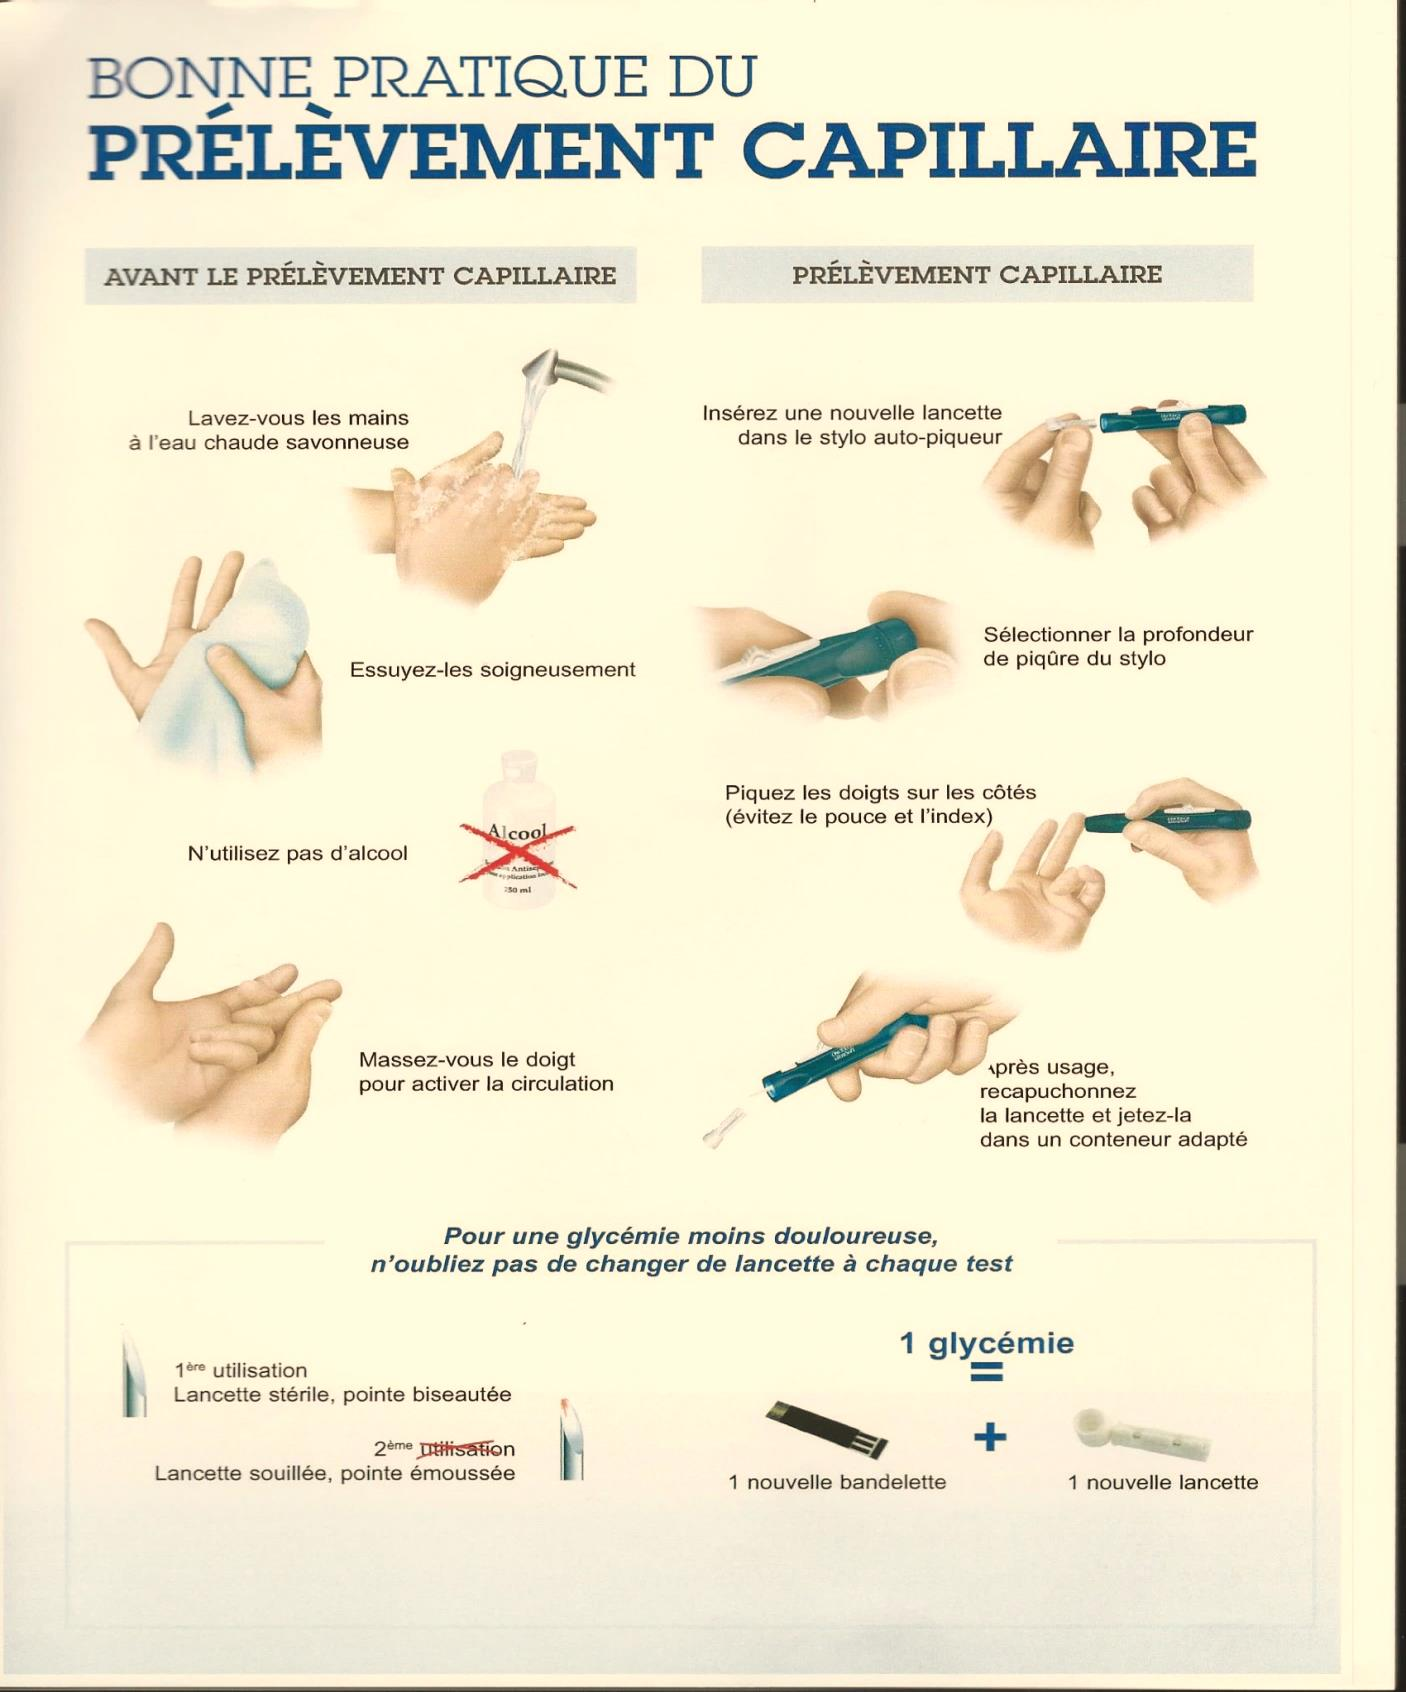 BONNE PRATIQUE DU
PRÉLÈVEMENT CAPILLAIRE
AVANT LE PRÉLÈVEMENT CAPILLAIRE
Lavez-vous les mains
à l'eau chaude savonneuse
Essuyez-les soigneusement
N'utilisez pas d'alcool
Alcool
250 ml
Massez-vous le doigt
pour activer la circulation
PRÉLÈVEMENT CAPILLAIRE
Insérez une nouvelle lancette
dans le stylo auto-piqueur
Sélectionner la profondeur
de piqûre du stylo
Piquez les doigts sur les côtés
(évitez le pouce et l'index)
Après usage,
recapuchonnez
la lancette et jetez-la
dans un conteneur adapté
Pour une glycémie moins douloureuse,
n'oubliez pas de changer de lancette à chaque test
1ère utilisation
Lancette stérile, pointe biseautée
2ème utilisation
Lancette souillée, pointe émoussée
1 glycémie
=
+
1 nouvelle bandelette
1 nouvelle lancette